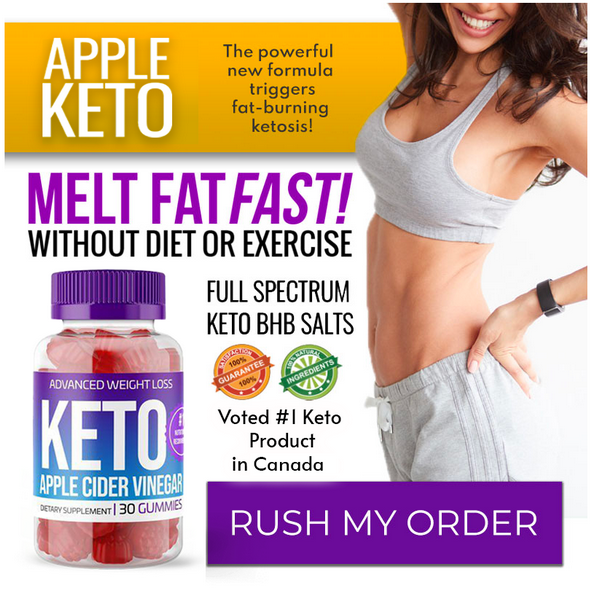 APPLE
KETO
The powerful
new formula
triggers
fat-burning
ketosis!
MELT FAT FAST!
WITHOUT DIET OR EXERCISE
FULL SPECTRUM
KETO BHB SALTS
SATISFACTION
100%
GUARANTEE
100%
100% NATURAL
INGREDIENTS
Voted #1 Keto
Product
in Canada
ADVANCED WEIGHT LOSS
KETO
#1
APPLE CIDER VINEGAR
DIETARY SUPPLEMENT | 30 GUMMIES
RUSH MY ORDER